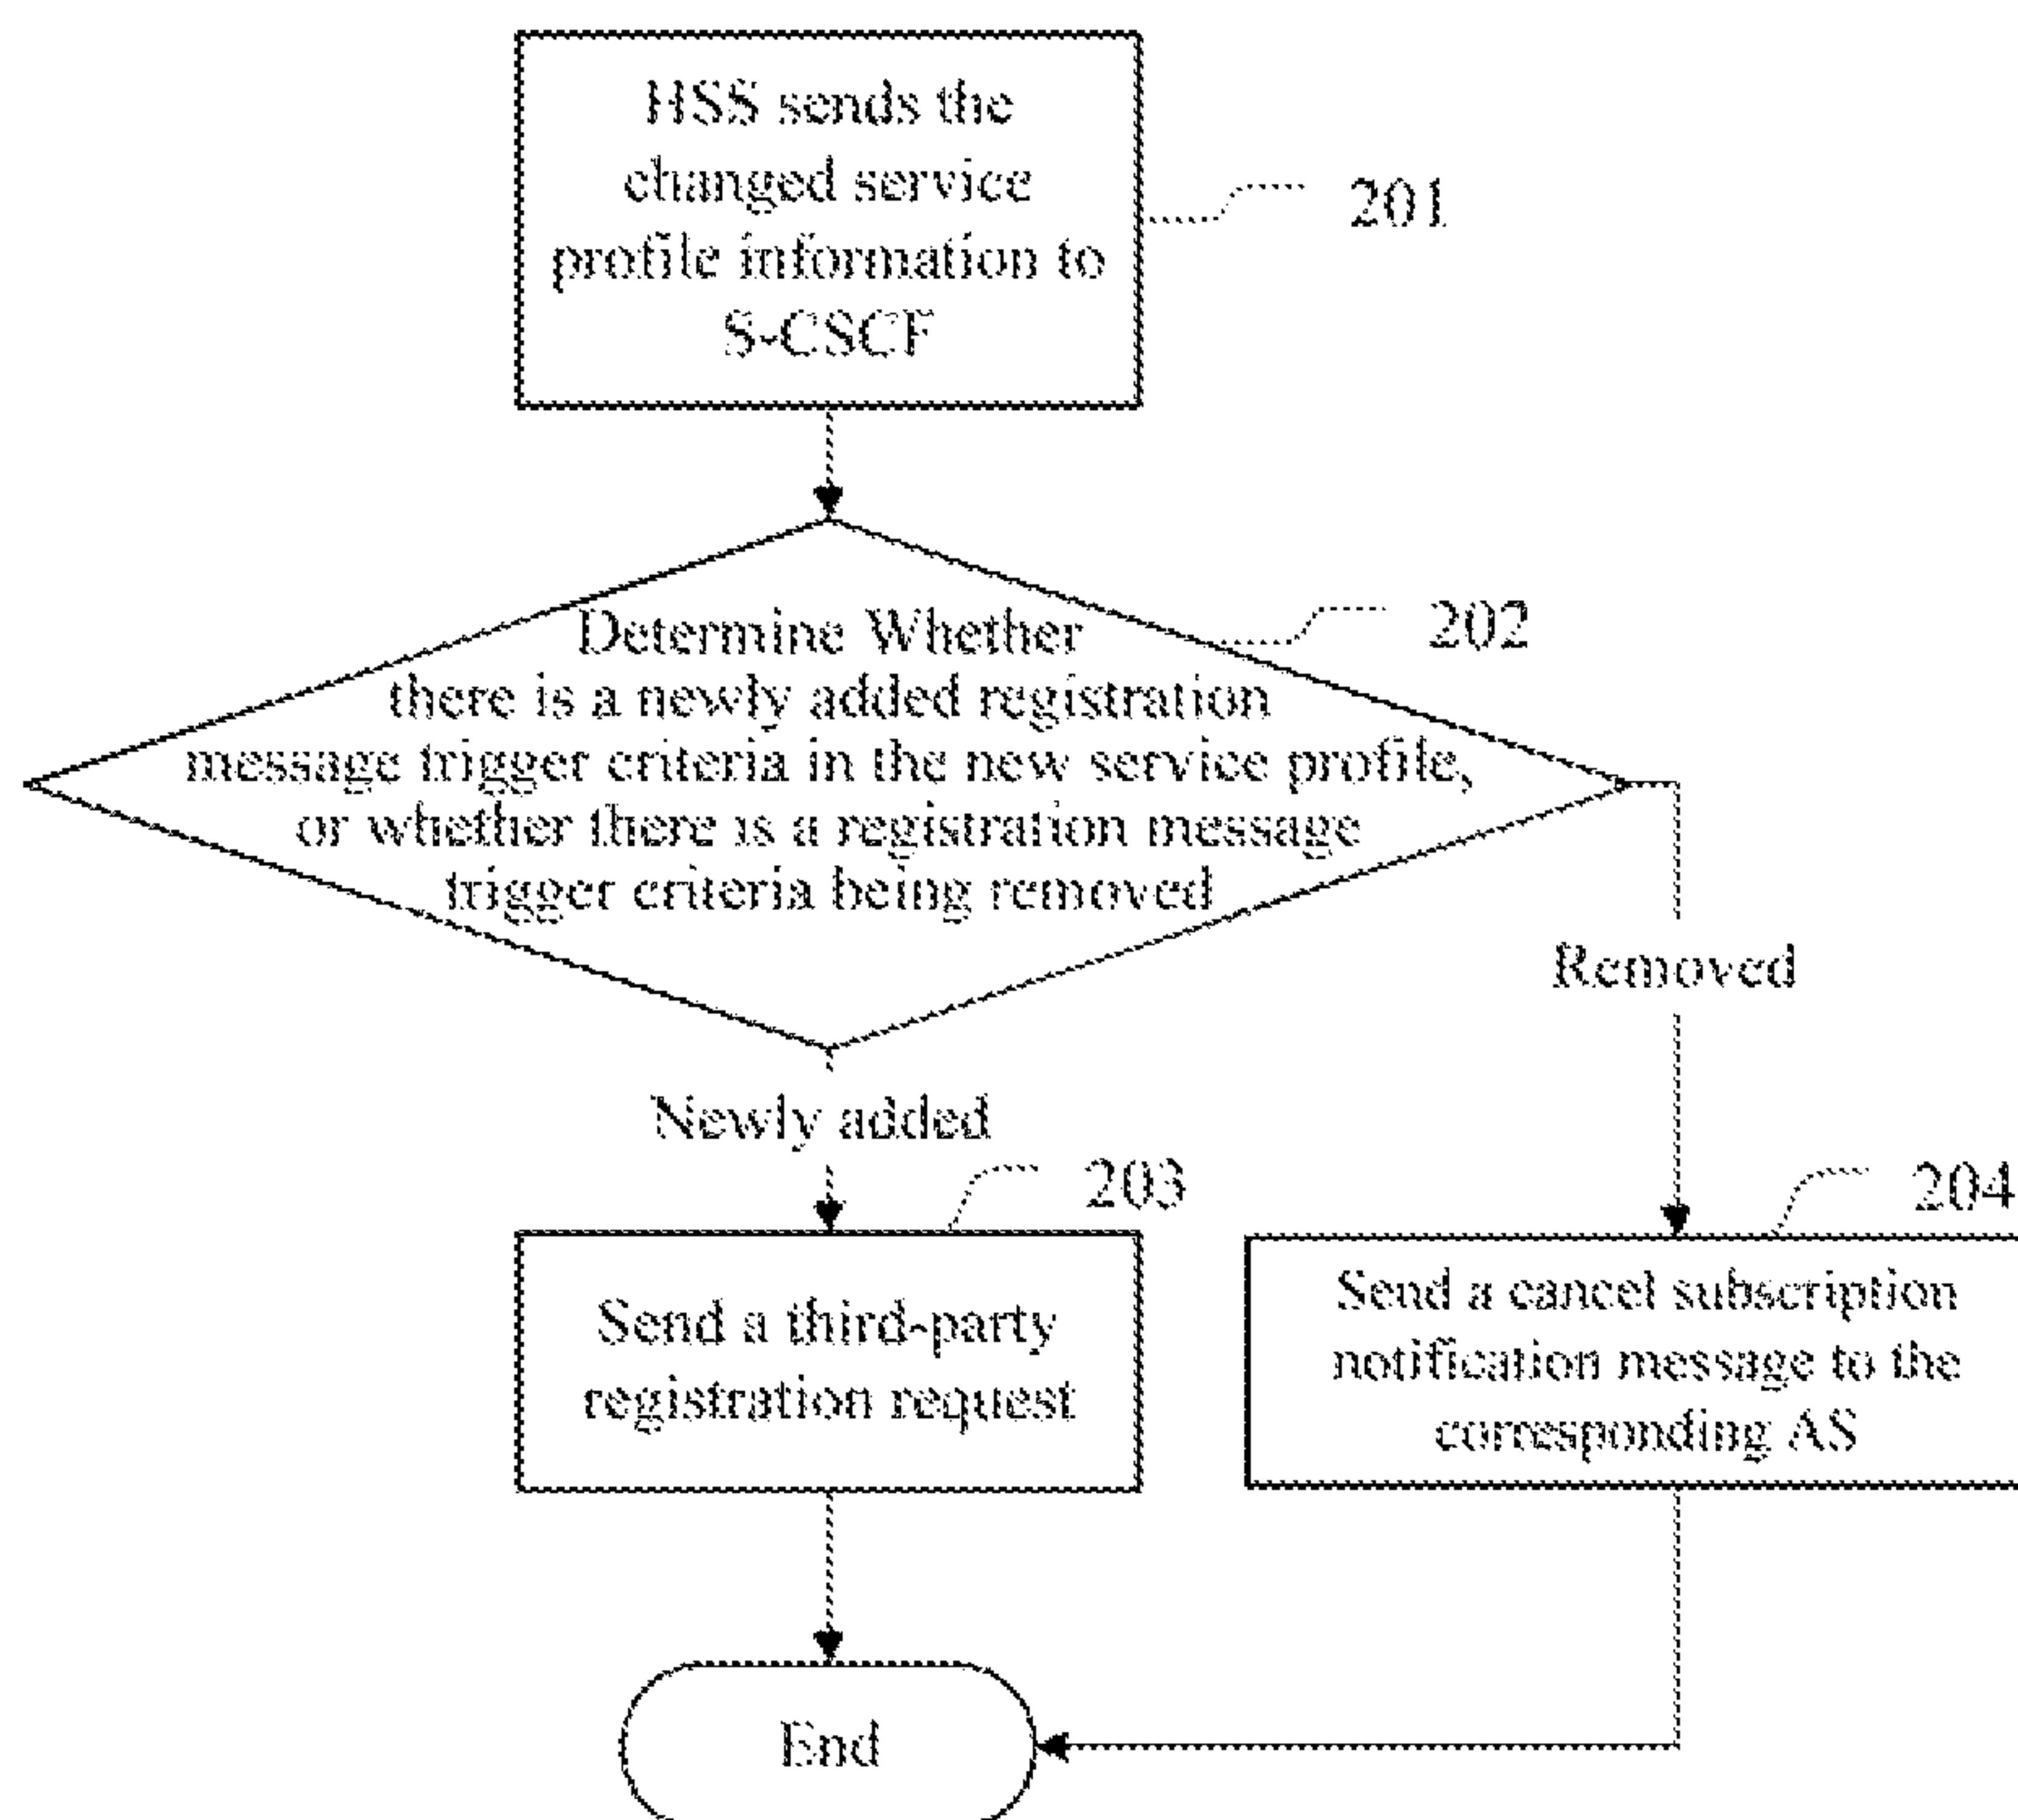 HSS sends the
changed service
profile information to
S-CSCF
201
Determine Whether
202
there is a newly added registration
message trigger criteria in the new service profile,
or whether there is a registration message
trigger criteria being removed
Removed
Newly added
203
204
Send a third-party
registration request
Send a cancel subscription
notification message to the
corresponding AS
End